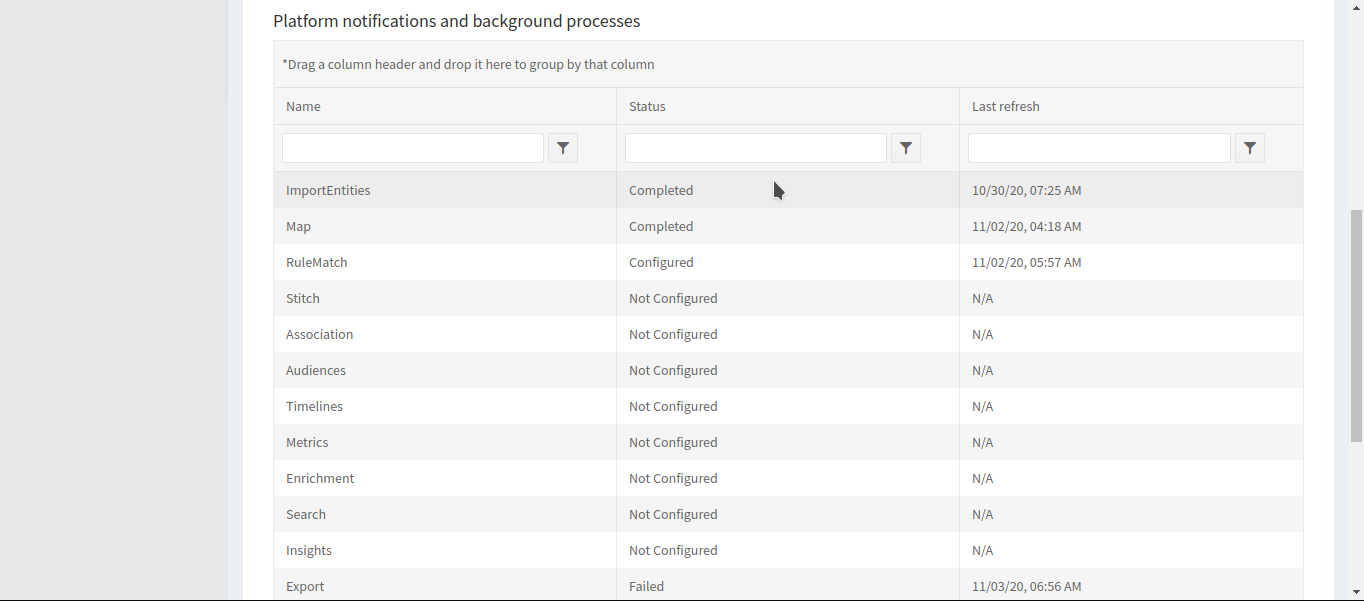 Platform notifications and background processes
*Drag a column header and drop it here to group by that column
Name Status Last refresh
ImportEntities Completed 10/30/20, 07:25 AM
Map Completed 11/02/20, 04:18 AM
RuleMatch Configured 11/02/20, 05:57 AM
Stitch Not Configured N/A
Association Not Configured N/A
Audiences Not Configured N/A
Timelines Not Configured N/A
Metrics Not Configured N/A
Enrichment Not Configured N/A
Search Not Configured N/A
Insights Not Configured N/A
Export Failed 11/03/20, 06:56 AM